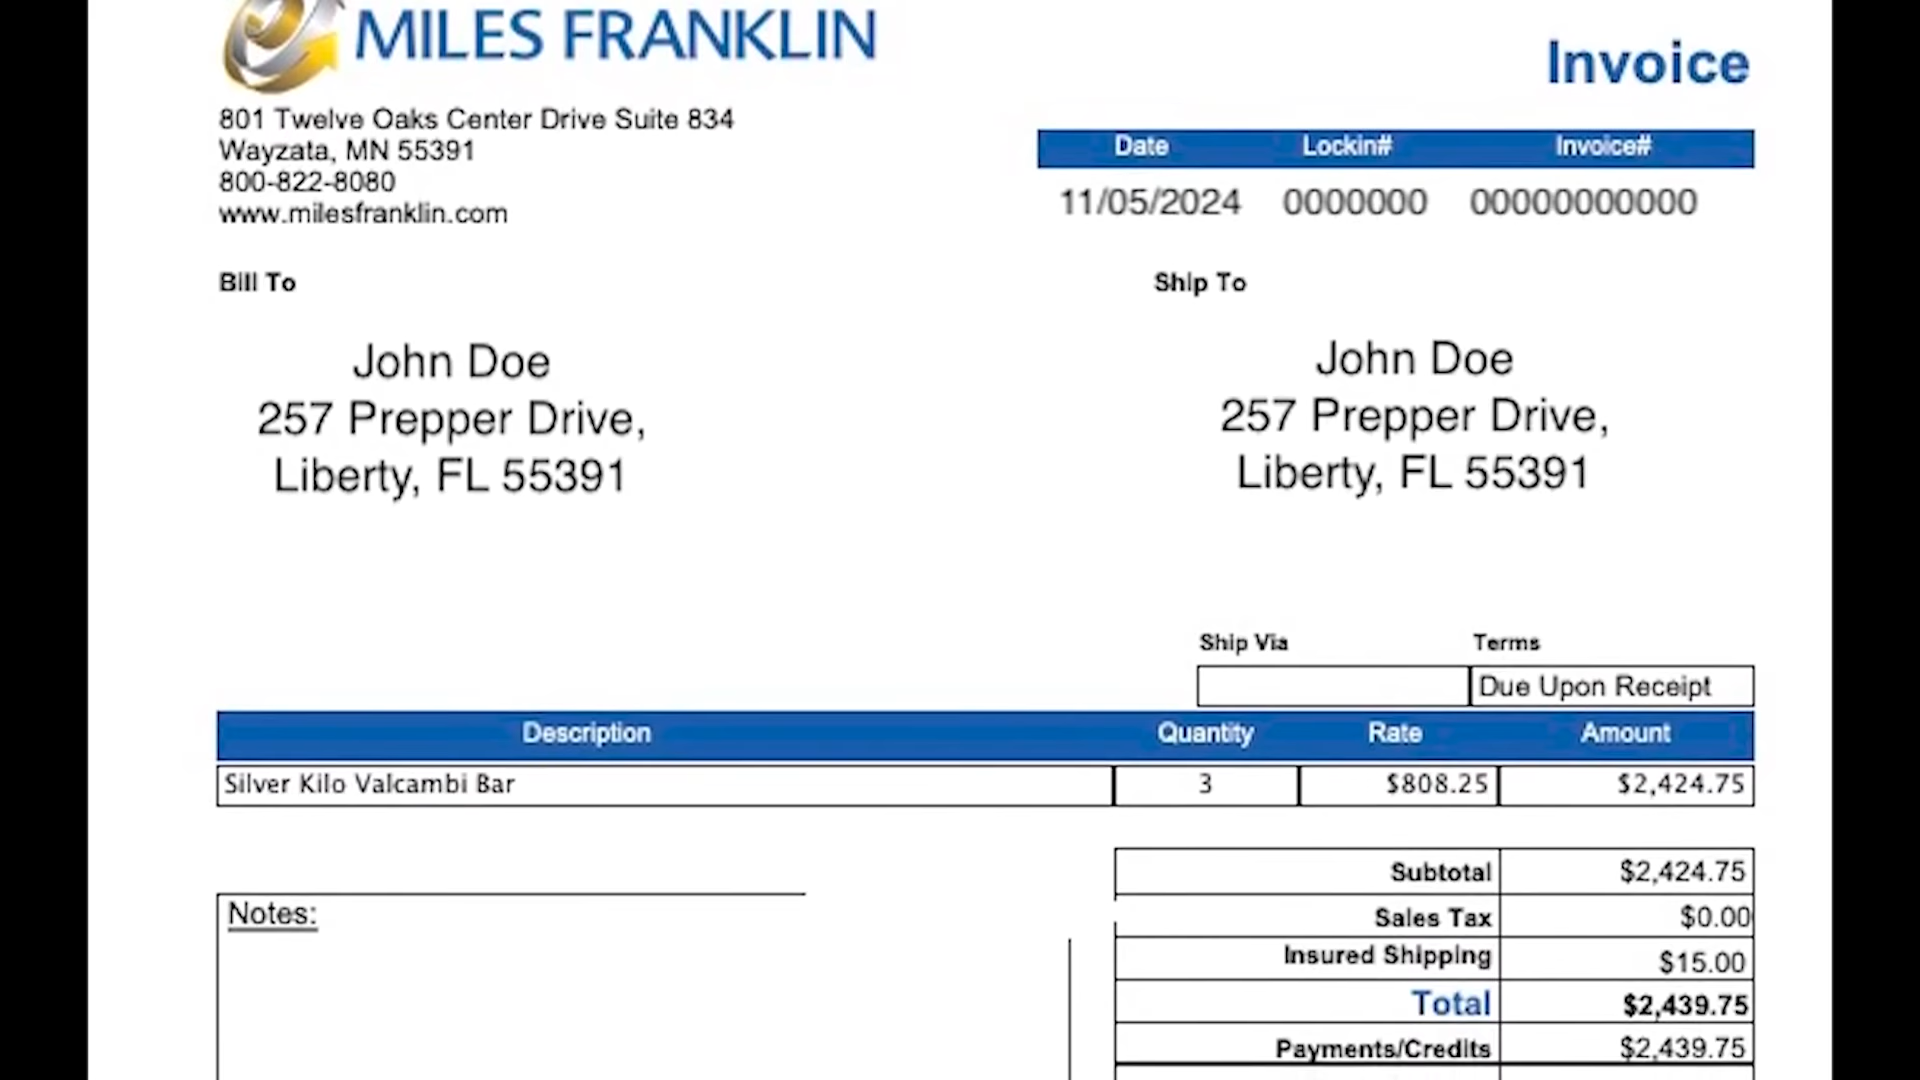 MILES FRANKLIN
Invoice
801 Twelve Oaks Center Drive Suite 834
Wayzata, MN 55391
800-822-8080
www.milesfranklin.com
Date Lockin# Invoice#
11/05/2024 0000000 00000000000
Bill To
John Doe
257 Prepper Drive,
Liberty, FL 55391
Ship To
John Doe
257 Prepper Drive,
Liberty, FL 55391
Ship Via Terms
Due Upon Receipt
Description Quantity Rate Amount
Silver Kilo Valcambi Bar 3 $808.25 $2,424.75
Notes:
Subtotal $2,424.75
Sales Tax $0.00
Insured Shipping $15.00
Total $2,439.75
Payments/Credits $2,439.75